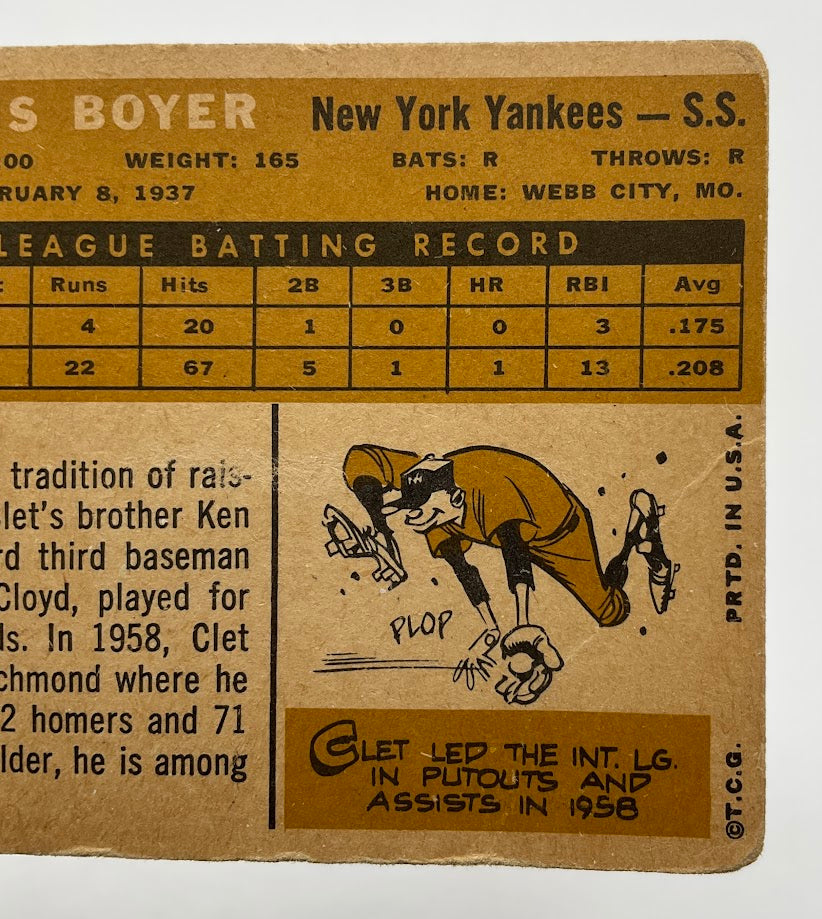 S BOYER New York Yankees — S.S.
00 WEIGHT: 165 BATS: R THROWS: R
RUARY 8, 1937 HOME: WEBB CITY, MO.
LEAGUE BATTING RECORD
Runs Hits 2B 3B HR RBI Avg
4 20 1 0 0 3 .175
22 67 5 1 1 13 .208
tradition of rais-
let's brother Ken
rd third baseman
Cloyd, played for
ds. In 1958, Clet
chmond where he
2 homers and 71
lder, he is among
PLOP
CLET LED THE INT. LG.
IN PUTOUTS AND
ASSISTS IN 1958
PRTD. IN U.S.A.
©T.C.G.